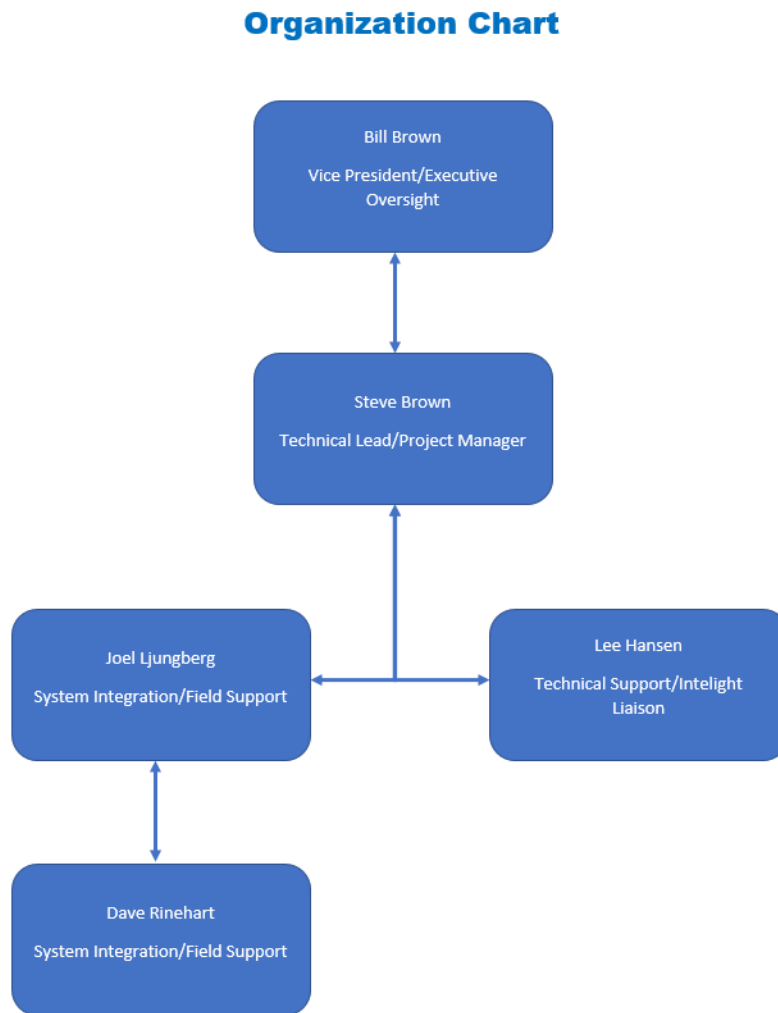 Organization Chart
Bill Brown
Vice President/Executive
Oversight
Steve Brown
Technical Lead/Project Manager
Joel Ljungberg
System Integration/Field Support
Lee Hansen
Technical Support/Intelight
Liaison
Dave Rinehart
System Integration/Field Support